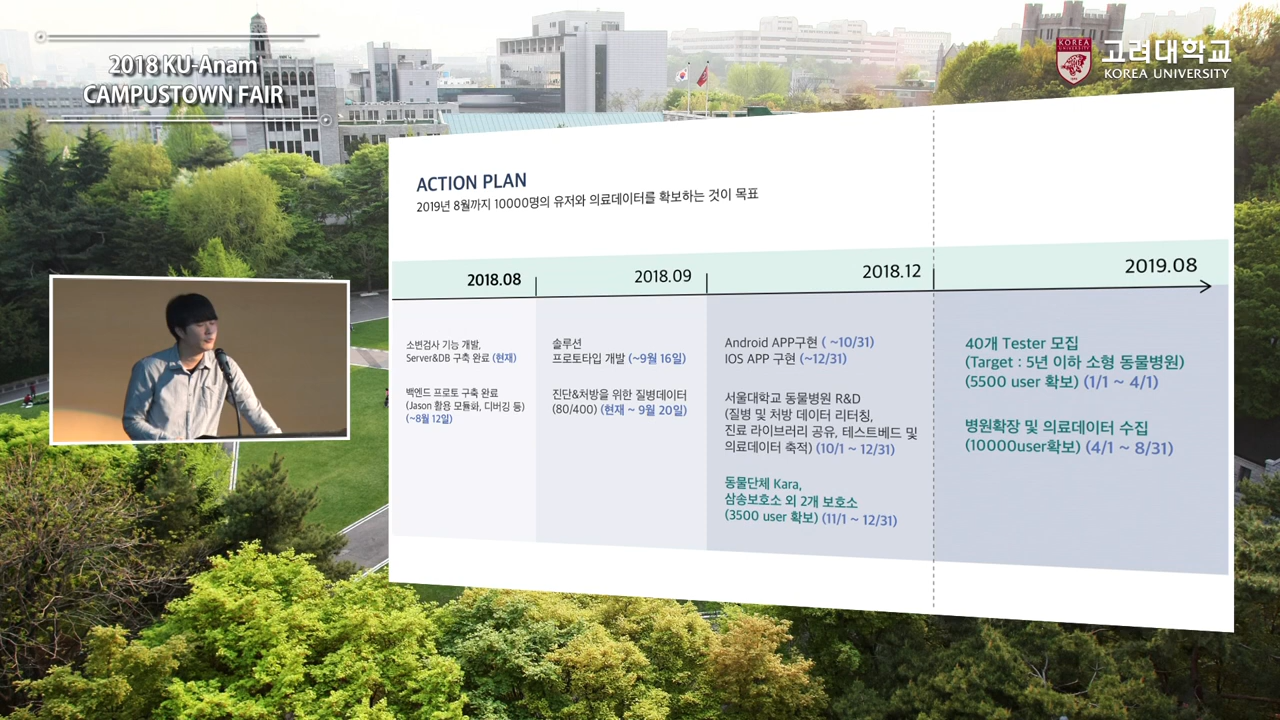 2018 KU-Anam
CAMPUSTOWN FAIR
KOREA
UNIVERSITY
고려대학교
KOREA UNIVERSITY
ACTION PLAN
2019년 8월까지 10000명의 유저와 의료데이터를 확보하는 것이 목표
2018.08
2018.09
2018.12
2019.08
소변검사 기능 개발,
Server&DB 구축 완료 (현재)
백엔드 프로토 구축 완료
(Jason 활용 모듈화, 디버깅 등)
(~8월 12일)
솔루션
프로토타입 개발 (~9월 16일)
진단&처방을 위한 질병데이터
(80/400) (현재 ~ 9월 20일)
Android APP구현 ( ~10/31)
IOS APP 구현 (~12/31)
서울대학교 동물병원 R&D
(질병 및 처방 데이터 리터칭,
진료 라이브러리 공유, 테스트베드 및
의료데이터 축적) (10/1 ~ 12/31)
동물단체 Kara,
삼송보호소 외 2개 보호소
(3500 user 확보) (11/1 ~ 12/31)
40개 Tester 모집
(Target : 5년 이하 소형 동물병원)
(5500 user 확보) (1/1 ~ 4/1)
병원확장 및 의료데이터 수집
(10000user확보) (4/1 ~ 8/31)